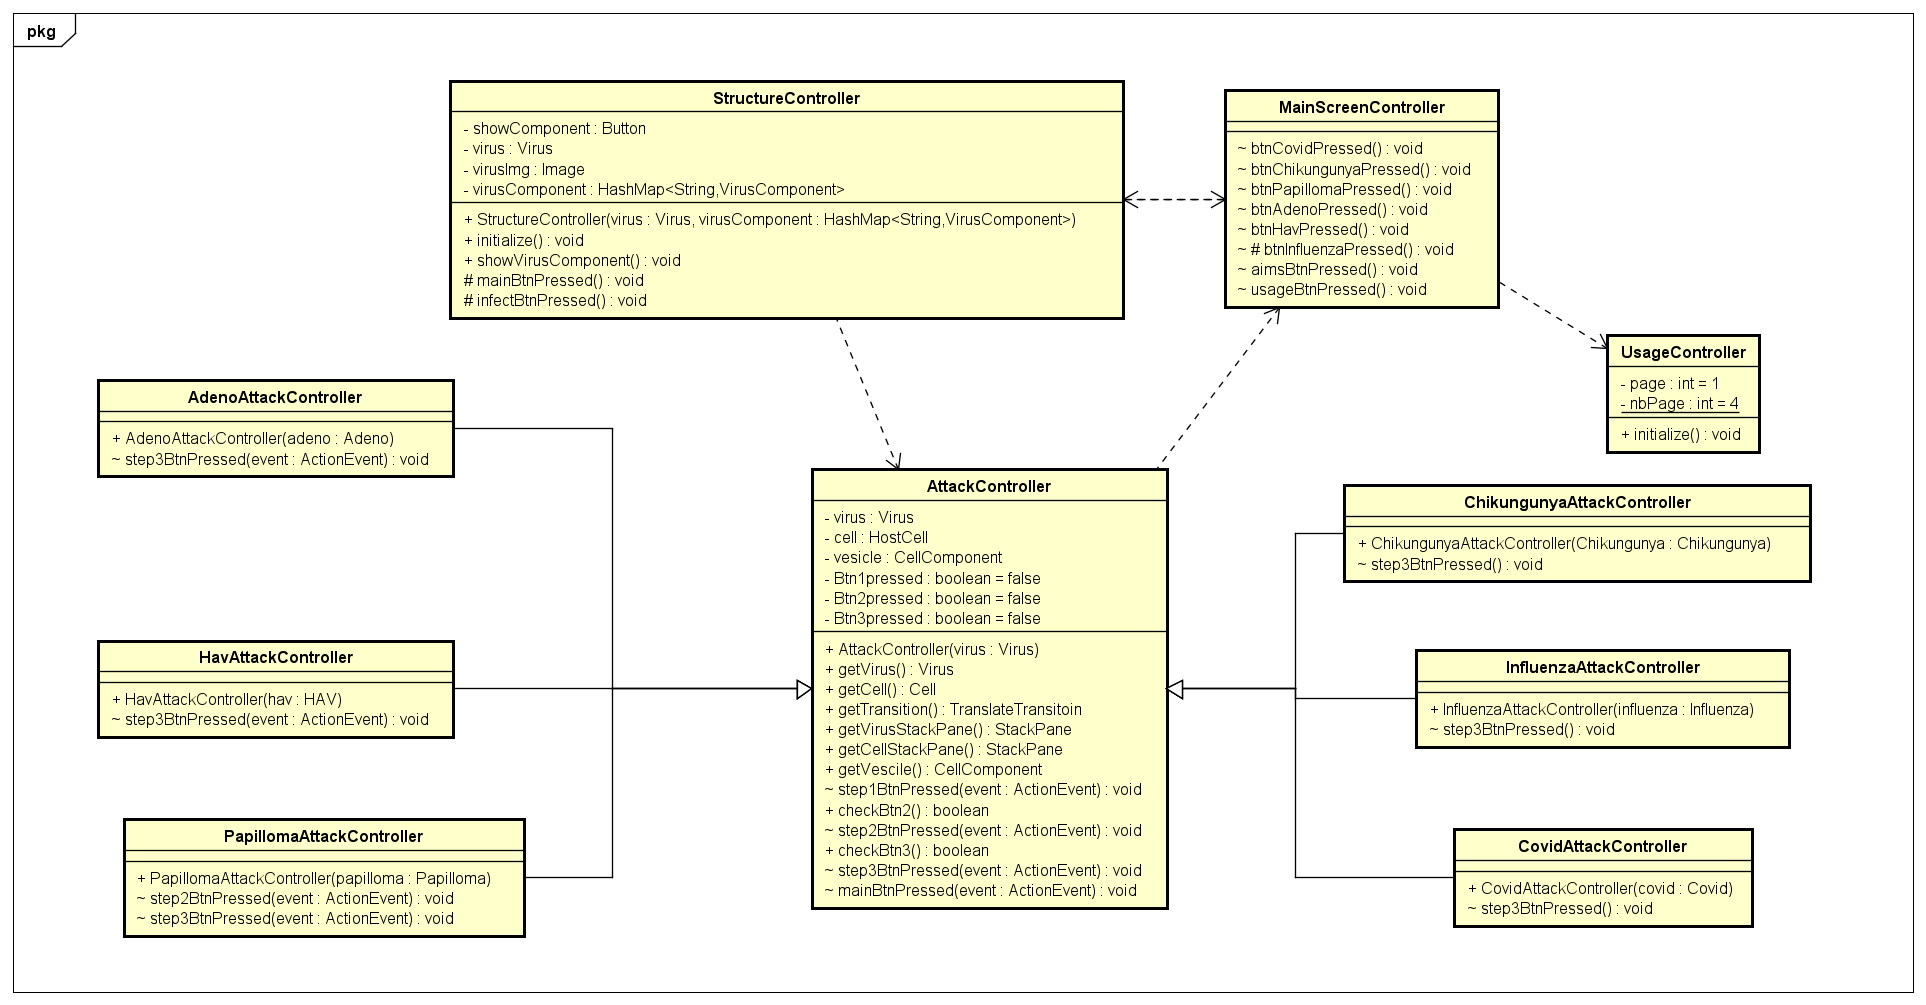 pkg
StructureController
- showComponent : Button
- virus : Virus
- virusImg : Image
- virusComponent : HashMap<String,VirusComponent>
+ StructureController(virus : Virus, virusComponent : HashMap<String,VirusComponent>)
+ initialize() : void
+ showVirusComponent() : void
# mainBtnPressed() : void
# infectBtnPressed() : void
MainScreenController
~ btnCovidPressed() : void
~ btnChikungunyaPressed() : void
~ btnPapillomaPressed() : void
~ btnAdenoPressed() : void
~ btnHavPressed() : void
~ # btnInfluenzaPressed() : void
~ aimsBtnPressed() : void
~ usageBtnPressed() : void
UsageController
- page : int = 1
- nbPage : int = 4
+ initialize() : void
AdenoAttackController
+ AdenoAttackController(adeno : Adeno)
~ step3BtnPressed(event : ActionEvent) : void
HavAttackController
+ HavAttackController(hav : HAV)
~ step3BtnPressed(event : ActionEvent) : void
PapillomaAttackController
+ PapillomaAttackController(papilloma : Papilloma)
~ step2BtnPressed(event : ActionEvent) : void
~ step3BtnPressed(event : ActionEvent) : void
AttackController
- virus : Virus
- cell : HostCell
- vesicle : CellComponent
- Btn1pressed : boolean = false
- Btn2pressed : boolean = false
- Btn3pressed : boolean = false
+ AttackController(virus : Virus)
+ getVirus() : Virus
+ getCell() : Cell
+ getTransition() : TranslateTransitoin
+ getVirusStackPane() : StackPane
+ getCellStackPane() : StackPane
+ getVescile() : CellComponent
~ step1BtnPressed(event : ActionEvent) : void
+ checkBtn2() : boolean
~ step2BtnPressed(event : ActionEvent) : void
+ checkBtn3() : boolean
~ step3BtnPressed(event : ActionEvent) : void
~ mainBtnPressed(event : ActionEvent) : void
ChikungunyaAttackController
+ ChikungunyaAttackController(Chikungunya : Chikungunya)
~ step3BtnPressed() : void
InfluenzaAttackController
+ InfluenzaAttackController(influenza : Influenza)
~ step3BtnPressed() : void
CovidAttackController
+ CovidAttackController(covid : Covid)
~ step3BtnPressed() : void